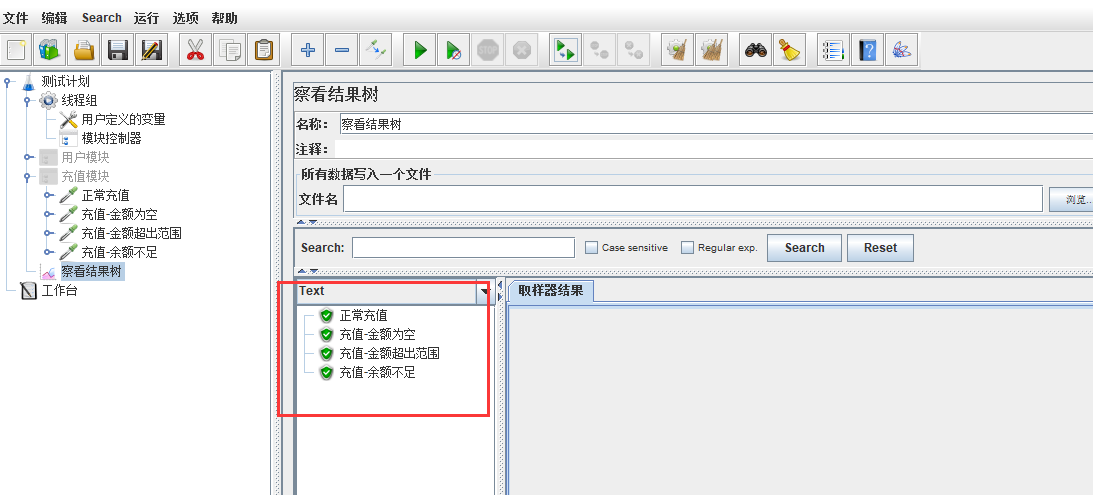 文件 编辑 Search 运行 选项 帮助
测试计划
线程组
用户定义的变量
模块控制器
用户模块
充值模块
正常充值
充值-金额为空
充值-金额超出范围
充值-余额不足
察看结果树
工作台
察看结果树
名称： 察看结果树
注释：
所有数据写入一个文件
文件名 浏览...
Search: Case sensitive Regular exp. Search Reset
Text
正常充值
充值-金额为空
充值-金额超出范围
充值-余额不足
取样器结果